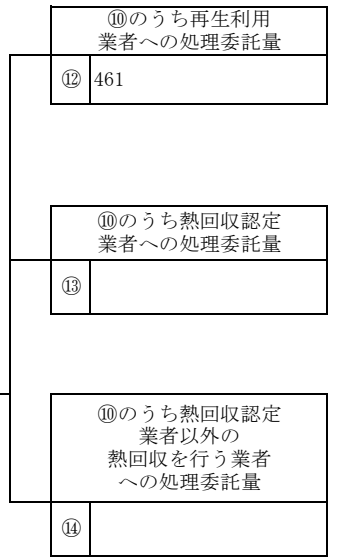 ⑩のうち再生利用
業者への処理委託量
⑫ 461
⑩のうち熱回収認定
業者への処理委託量
⑬
⑩のうち熱回収認定
業者以外の
熱回収を行う業者
への処理委託量
⑭